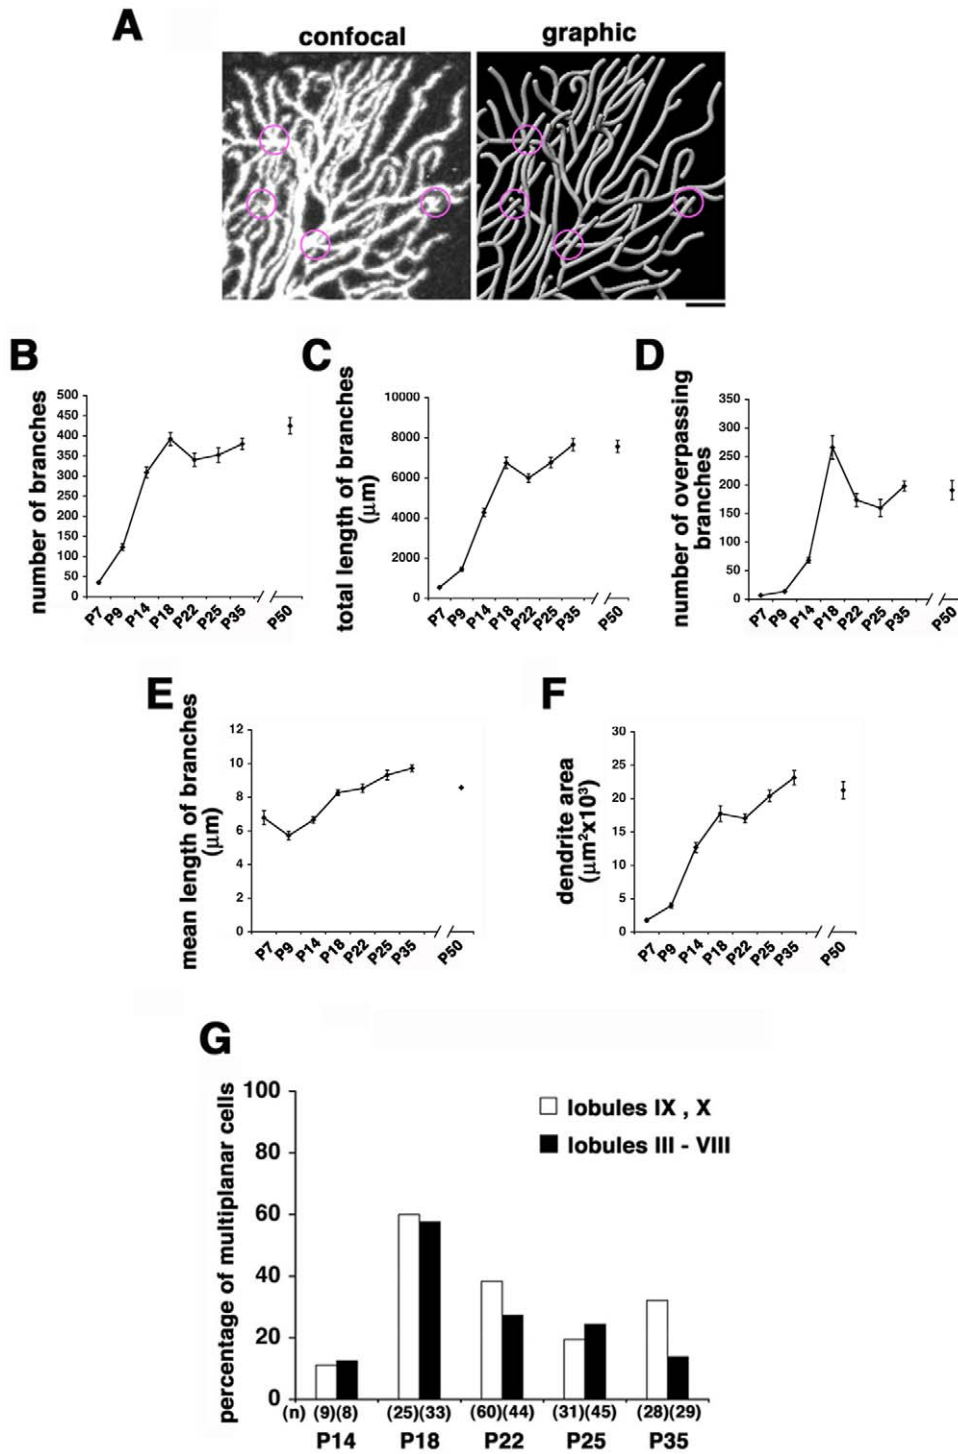 A
confocal graphic
B
number of branches
500
450
400
350
300
250
200
150
100
50
0
P7 P9 P14 P18 P22 P25 P35 P50
C
total length of branches
(μm)
10000
8000
6000
4000
2000
0
P7 P9 P14 P18 P22 P25 P35 P50
D
number of overpassing
branches
350
300
250
200
150
100
50
0
P7 P9 P14 P18 P22 P25 P35 P50
E
mean length of branches
(μm)
12
10
8
6
4
2
0
P7 P9 P14 P18 P22 P25 P35 P50
F
dendrite area
(μm²x10³)
30
25
20
15
10
5
0
P7 P9 P14 P18 P22 P25 P35 P50
G
percentage of multiplanar cells
100
80
60
40
20
0
lobules IX , X
lobules III - VIII
(n) (9)(8) (25)(33) (60)(44) (31)(45) (28)(29)
P14 P18 P22 P25 P35